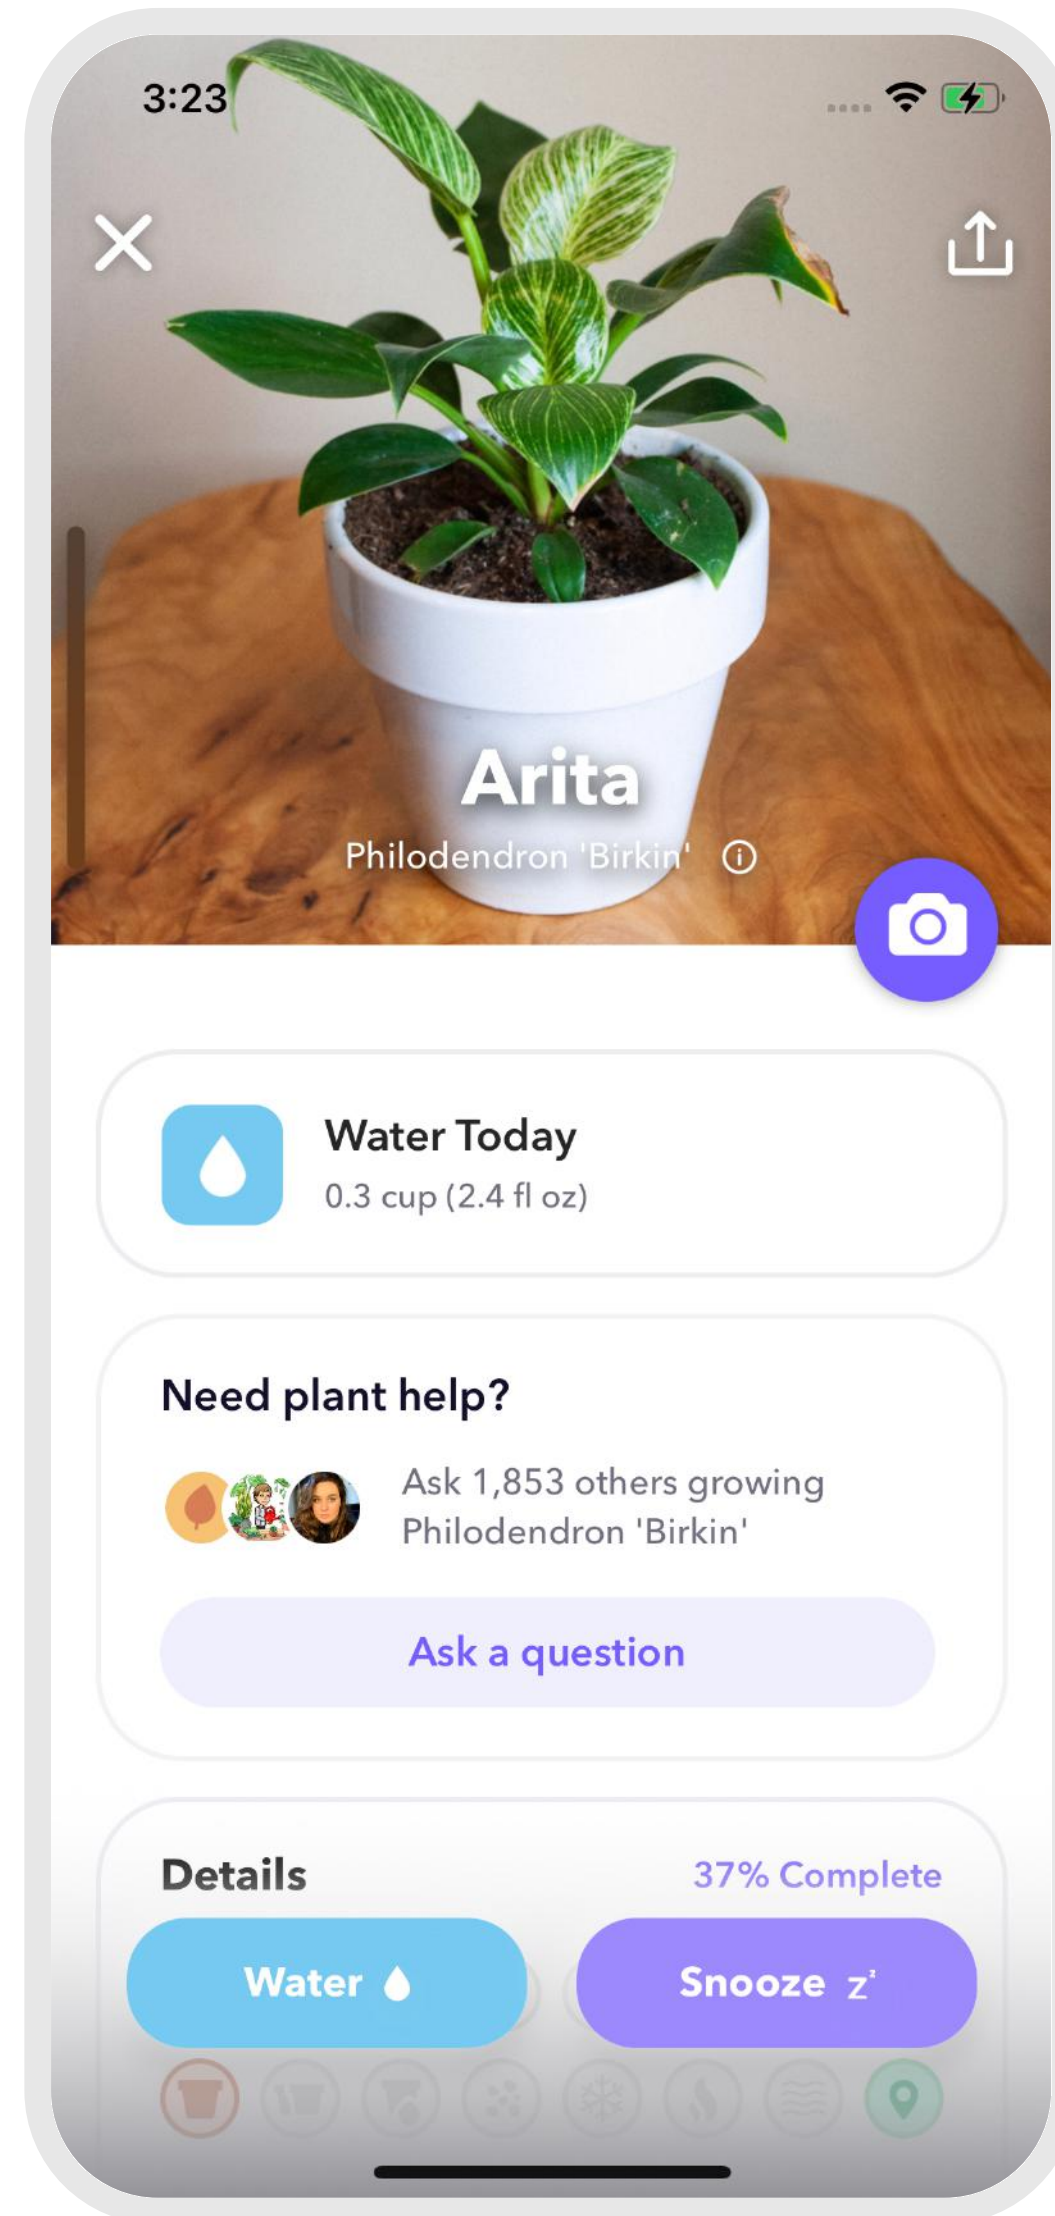 3:23
Arita
Philodendron 'Birkin'
Water Today
0.3 cup (2.4 fl oz)
Need plant help?
Ask 1,853 others growing
Philodendron 'Birkin'
Ask a question
Details
37% Complete
Water
Snooze zᶻ